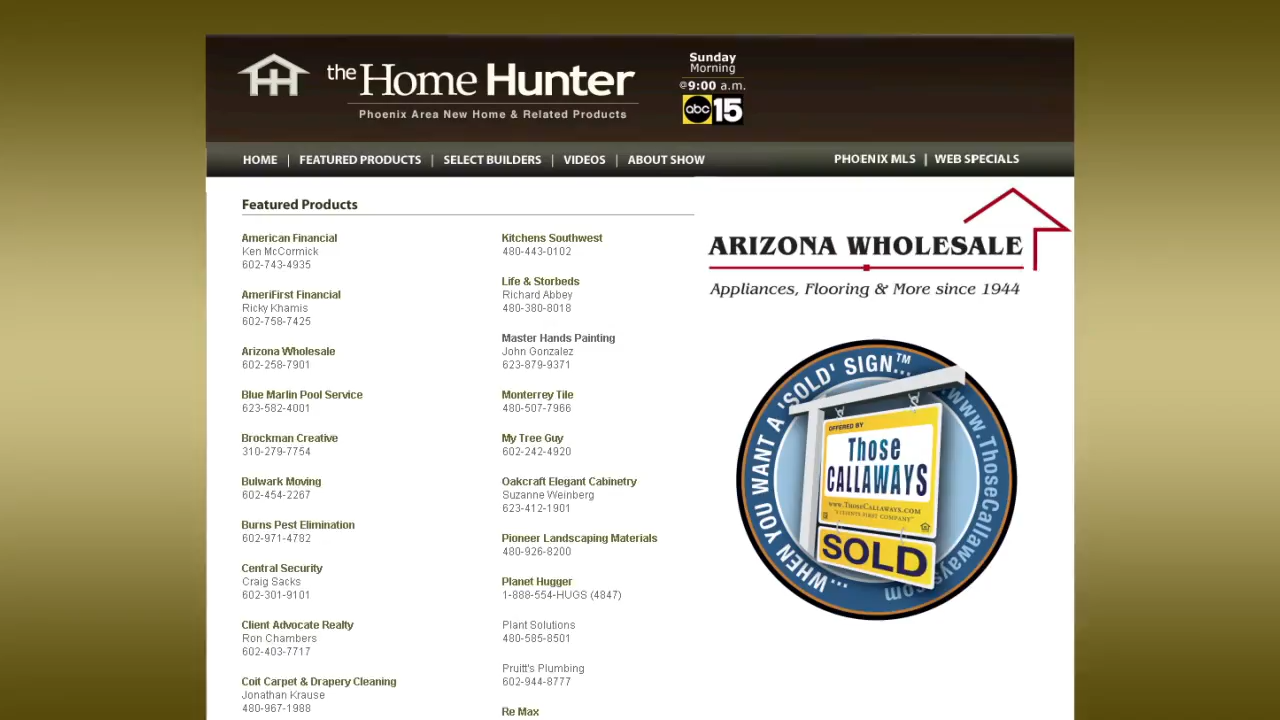 the Home Hunter
Phoenix Area New Home & Related Products
Sunday
Morning
@9:00 a.m.
abc 15
HOME | FEATURED PRODUCTS | SELECT BUILDERS | VIDEOS | ABOUT SHOW
PHOENIX MLS | WEB SPECIALS
Featured Products
American Financial
Ken McCormick
602-743-4935
AmeriFirst Financial
Ricky Khamis
602-758-7425
Arizona Wholesale
602-258-7901
Blue Marlin Pool Service
623-582-4001
Brockman Creative
310-279-7754
Bulwark Moving
602-454-2267
Burns Pest Elimination
602-971-4782
Central Security
Craig Sacks
602-301-9101
Client Advocate Realty
Ron Chambers
602-403-7717
Coit Carpet & Drapery Cleaning
Jonathan Krause
480-967-1988
Kitchens Southwest
480-443-0102
Life & Storbeds
Richard Abbey
480-380-8018
Master Hands Painting
John Gonzalez
623-879-9371
Monterrey Tile
480-507-7966
My Tree Guy
602-242-4920
Oakcraft Elegant Cabinetry
Suzanne Weinberg
623-412-1901
Pioneer Landscaping Materials
480-926-8200
Planet Hugger
1-888-554-HUGS (4847)
Plant Solutions
480-585-8501
Pruitt's Plumbing
602-944-8777
Re Max
ARIZONA WHOLESALE
Appliances, Flooring & More since 1944
WHEN YOU WANT A 'SOLD' SIGN...™
... www.ThoseCallaways.com
OFFERED BY
Those
CALLAWAYS
www.ThoseCallaways.com
"CLIENTS FIRST COMPANY"
SOLD